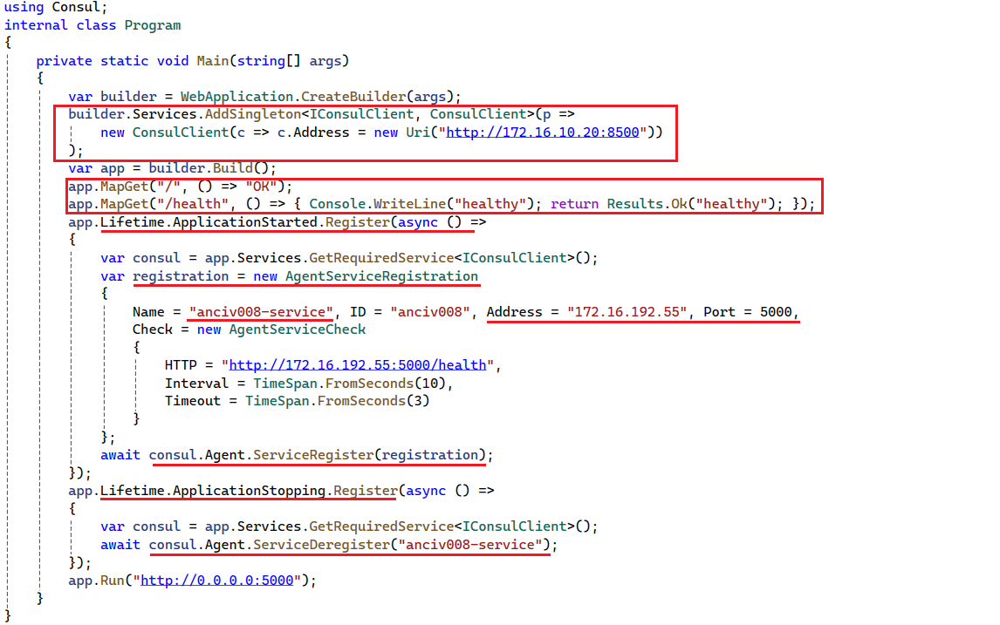 using Consul;
internal class Program
{
    private static void Main(string[] args)
    {
        var builder = WebApplication.CreateBuilder(args);
        builder.Services.AddSingleton<IConsulClient, ConsulClient>(p =>
            new ConsulClient(c => c.Address = new Uri("http://172.16.10.20:8500"))
        );
        var app = builder.Build();
        app.MapGet("/", () => "OK");
        app.MapGet("/health", () => { Console.WriteLine("healthy"); return Results.Ok("healthy"); });
        app.Lifetime.ApplicationStarted.Register(async () =>
        {
            var consul = app.Services.GetRequiredService<IConsulClient>();
            var registration = new AgentServiceRegistration
            {
                Name = "anciv008-service", ID = "anciv008", Address = "172.16.192.55", Port = 5000,
                Check = new AgentServiceCheck
                {
                    HTTP = "http://172.16.192.55:5000/health",
                    Interval = TimeSpan.FromSeconds(10),
                    Timeout = TimeSpan.FromSeconds(3)
                }
            };
            await consul.Agent.ServiceRegister(registration);
        });
        app.Lifetime.ApplicationStopping.Register(async () =>
        {
            var consul = app.Services.GetRequiredService<IConsulClient>();
            await consul.Agent.ServiceDeregister("anciv008-service");
        });
        app.Run("http://0.0.0.0:5000");
    }
}